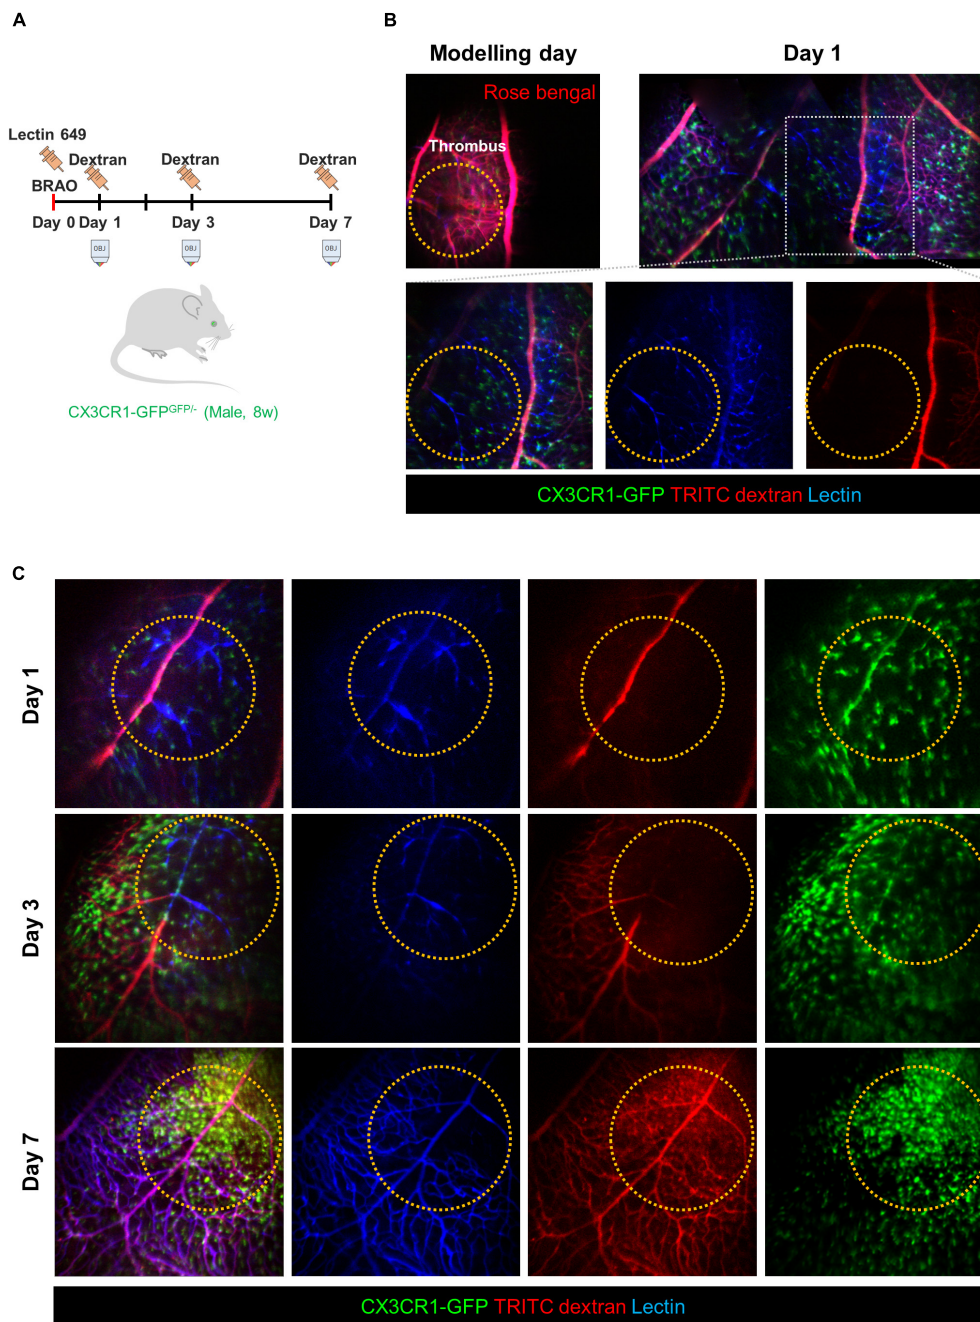 A
Lectin 649
Dextran
Dextran
Dextran
BRAO
Day 0 Day 1
Day 3
Day 7
OBJ
OBJ
OBJ
CX3CR1-GFPGFP/- (Male, 8w)
B
Modelling day
Day 1
Rose bengal
Thrombus
CX3CR1-GFP TRITC dextran Lectin
C
Day 1
Day 3
Day 7
CX3CR1-GFP TRITC dextran Lectin